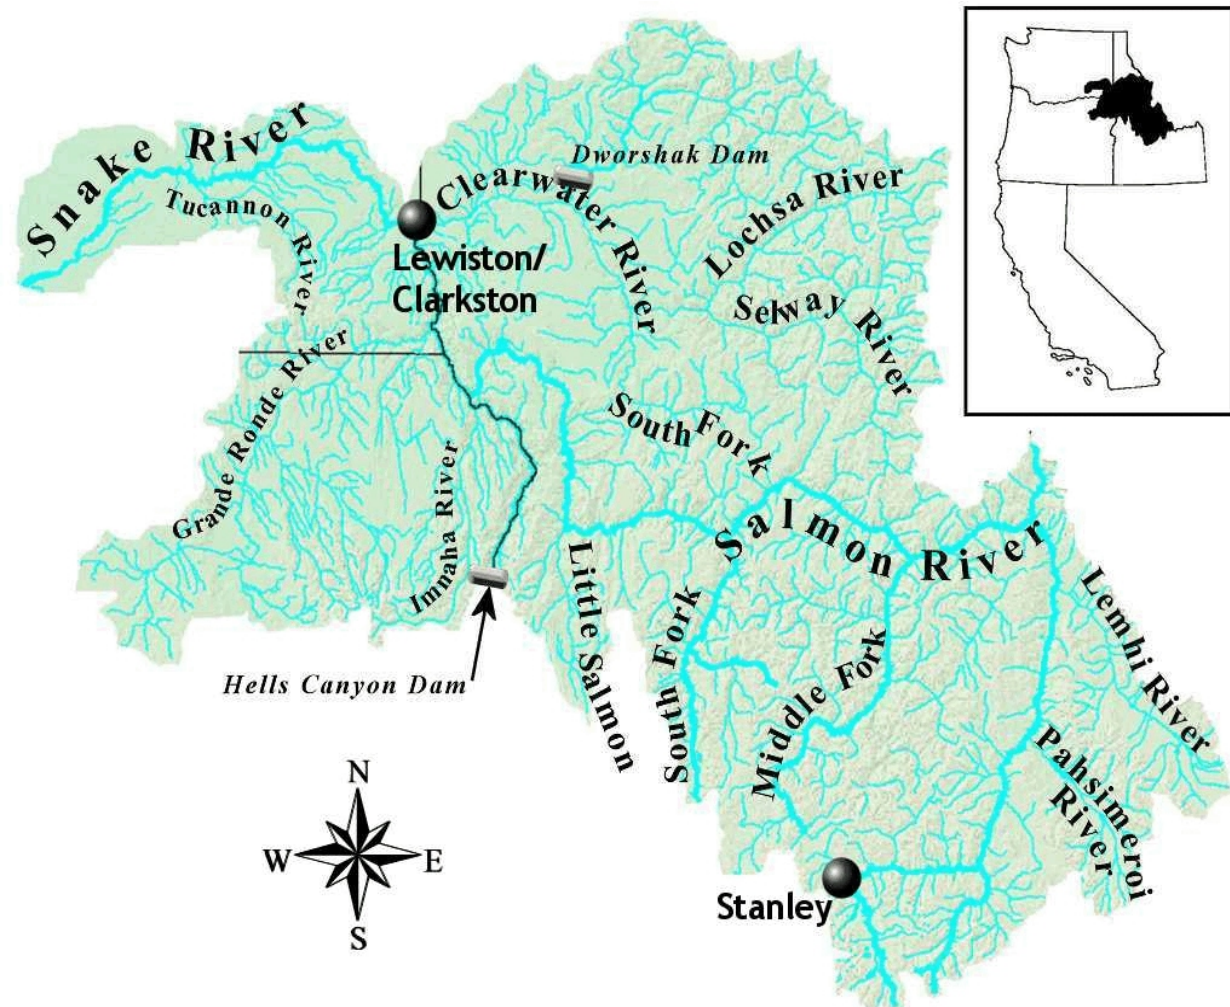 Snake River
Tucannon River
Clearwater River
Dworshak Dam
Lochsa River
Selway River
Lewiston/
Clarkston
Grande Ronde River
Imnaha River
South Fork
Salmon River
Little Salmon
South Fork
Middle Fork
Lemhi River
Pahsimeroi
River
Hells Canyon Dam
Stanley
N
W
E
S